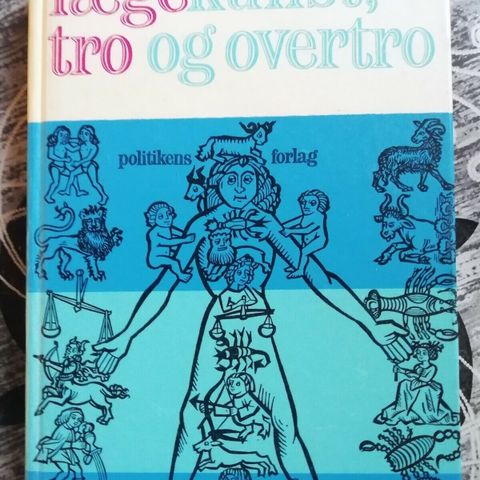 lægekunst,
tro og overtro
politikens forlag